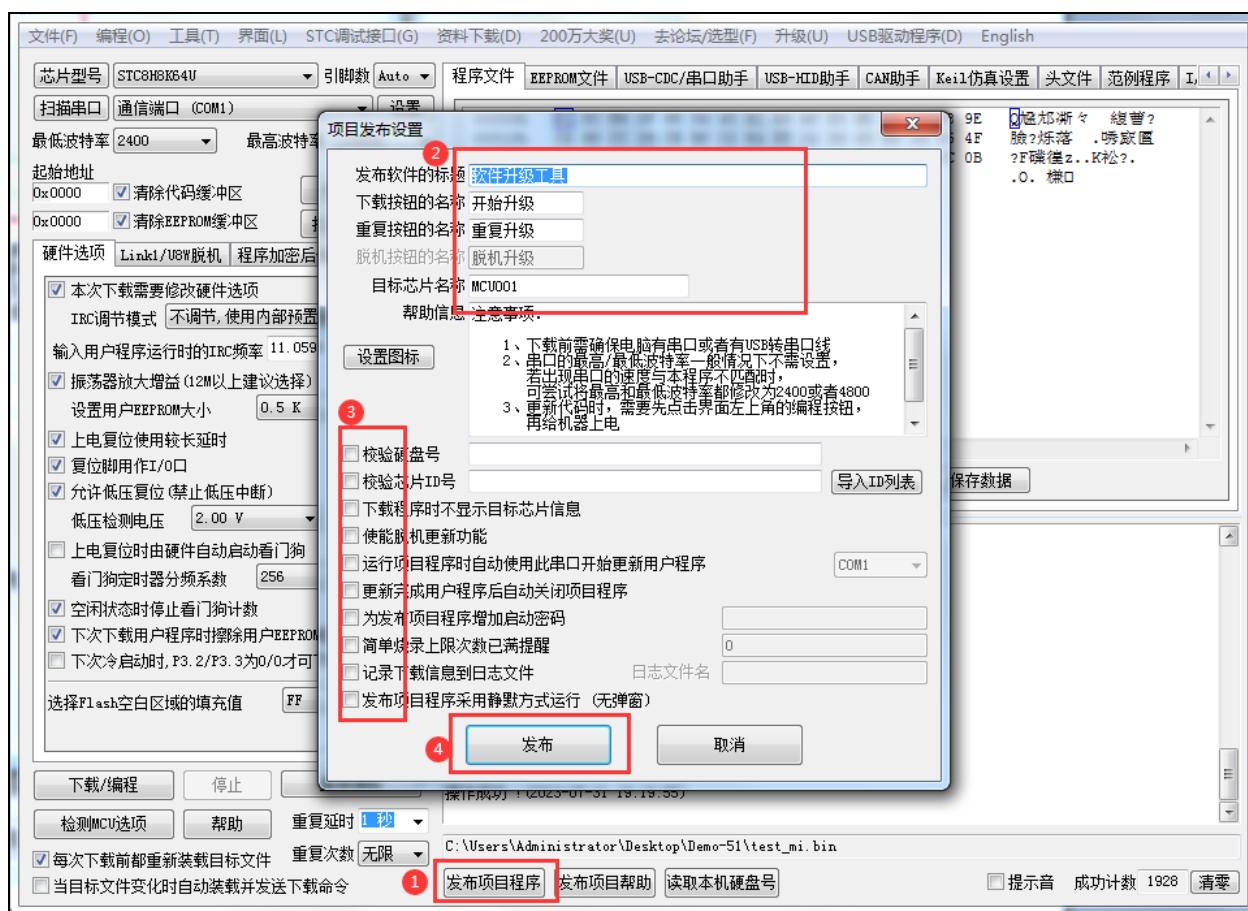 文件(F) 编程(O) 工具(T) 界面(L) STC调试接口(G) 资料下载(D) 200万大奖(U) 去论坛/选型(F) 升级(U) USB驱动程序(D) English
芯片型号 STC8H8K64U 引脚数 Auto
程序文件 EEPROM文件 USB-CDC/串口助手 USB-HID助手 CAN助手 Keil仿真设置 头文件 范例程序 I/
扫描串口 通信端口 (COM1) 设置
最低波特率 2400 最高波特率
起始地址
0x0000 清除代码缓冲区
0x0000 清除EEPROM缓冲区
9E
4F
0B
.O.
硬件选项 Link1/U8W脱机 程序加密后
本次下载需要修改硬件选项
IRC调节模式 不调节,使用内部预置
输入用户程序运行时的IRC频率 11.059
振荡器放大增益(12M以上建议选择)
设置用户EEPROM大小 0.5 K
上电复位使用较长延时
复位脚用作I/O口
允许低压复位(禁止低压中断)
低压检测电压 2.00 V
上电复位时由硬件自动启动看门狗
看门狗定时器分频系数 256
空闲状态时停止看门狗计数
下次下载用户程序时擦除用户EEPROM
下次冷启动时,P3.2/P3.3为0/0才可
选择Flash空白区域的填充值 FF
项目发布设置
2
发布软件的标题 软件升级工具
下载按钮的名称 开始升级
重复按钮的名称 重复升级
脱机按钮的名称 脱机升级
目标芯片名称 MCU001
帮助信息 注意事项:
设置图标
1、下载前需确保电脑有串口或者有USB转串口线
2、串口的最高/最低波特率一般情况下不需设置,
若出现串口的速度与本程序不匹配时,
可尝试将最高和最低波特率都修改为2400或者4800
3、更新代码时,需要先点击界面左上角的编程按钮,
再给机器上电
3
校验硬盘号
校验芯片ID号 导入ID列表
下载程序时不显示目标芯片信息
使能脱机更新功能
运行项目程序时自动使用此串口开始更新用户程序 COM1
更新完成用户程序后自动关闭项目程序
为发布项目程序增加启动密码
简单烧录上限次数已满提醒 0
记录下载信息到日志文件 日志文件名
发布项目程序采用静默方式运行 (无弹窗)
4 发布 取消
保存数据
操作成功 !(2023-07-31 19:19:55)
下载/编程 停止
检测MCU选项 帮助 重复延时 1 秒
每次下载前都重新装载目标文件 重复次数 无限
当目标文件变化时自动装载并发送下载命令
C:\Users\Administrator\Desktop\Demo-51\test_mi.bin
1 发布项目程序 发布项目帮助 读取本机硬盘号 提示音 成功计数 1928 清零